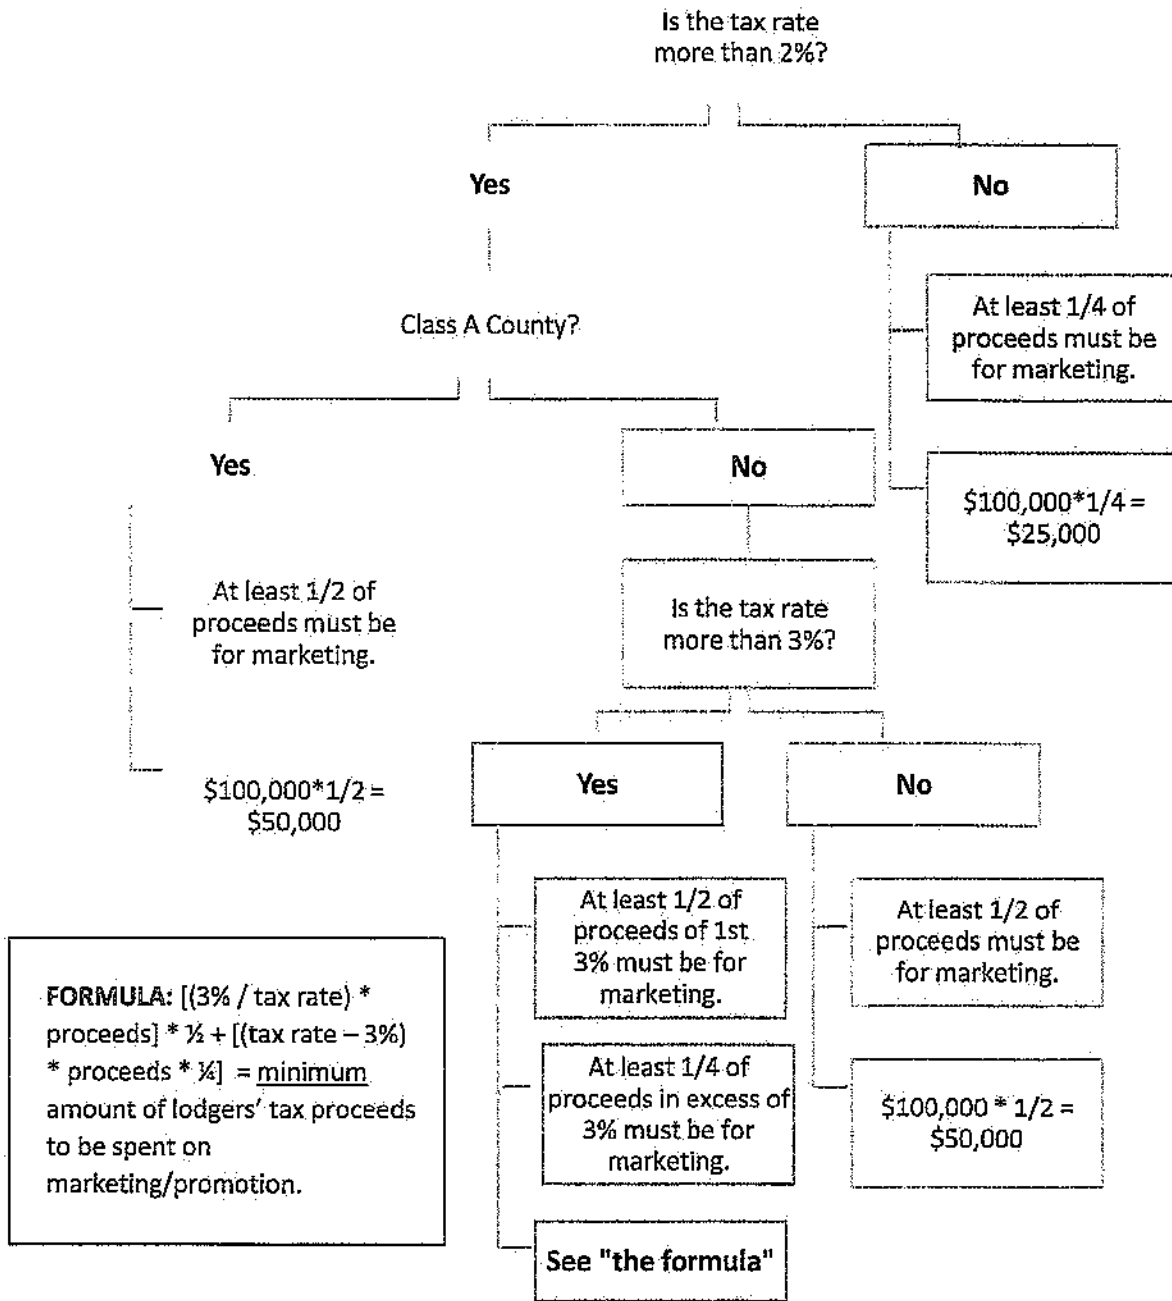 Is the tax rate
more than 2%?
Yes
No
At least 1/4 of
proceeds must be
for marketing.
Class A County?
Yes
No
$100,000*1/4 =
$25,000
At least 1/2 of
proceeds must be
for marketing.
Is the tax rate
more than 3%?
$100,000*1/2 =
$50,000
Yes
No
At least 1/2 of
proceeds of 1st
3% must be for
marketing.
At least 1/2 of
proceeds must be
for marketing.
FORMULA: [(3% / tax rate) *
proceeds] * ½ + [(tax rate – 3%)
* proceeds * ¼] = minimum
amount of lodgers' tax proceeds
to be spent on
marketing/promotion.
At least 1/4 of
proceeds in excess of
3% must be for
marketing.
$100,000 * 1/2 =
$50,000
See "the formula"